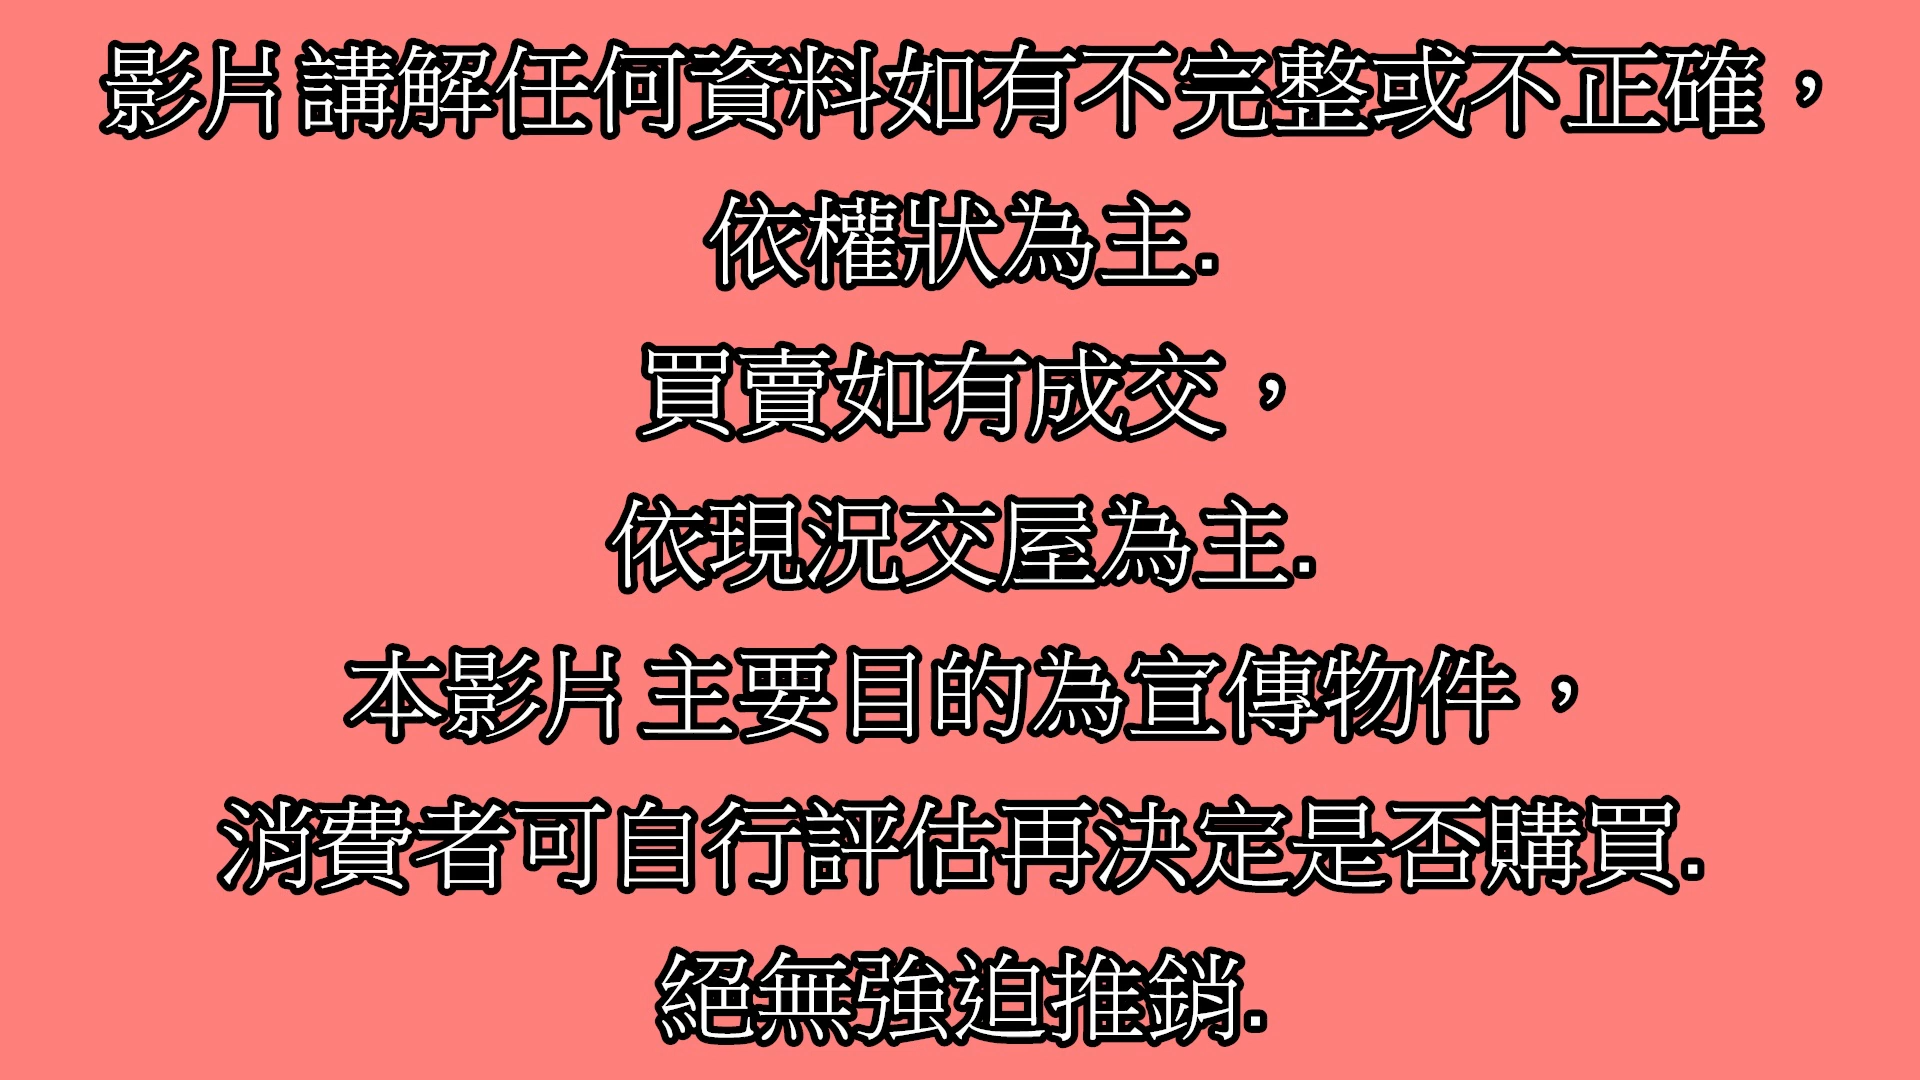 影片講解任何資料如有不完整或不正確，
依權狀為主.
買賣如有成交，
依現況交屋為主.
本影片主要目的為宣傳物件，
消費者可自行評估再決定是否購買.
絕無強迫推銷.